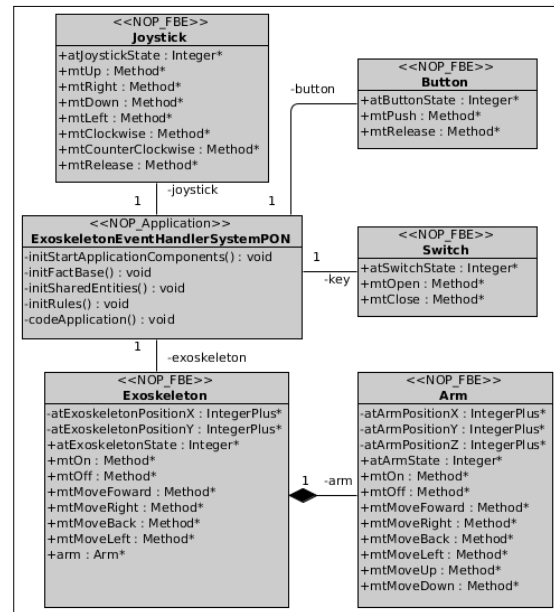 <<NOP_FBE>>
Joystick
+atJoystickState : Integer*
+mtUp : Method*
+mtRight : Method*
+mtDown : Method*
+mtLeft : Method*
+mtClockwise : Method*
+mtCounterClockwise : Method*
+mtRelease : Method*
-button
<<NOP_FBE>>
Button
+atButtonState : Integer*
+mtPush : Method*
+mtRelease : Method*
1
-joystick
1
<<NOP_Application>>
ExoskeletonEventHandlerSystemPON
-initStartApplicationComponents() : void
-initFactBase() : void
-initSharedEntities() : void
-initRules() : void
-codeApplication() : void
1
-key
<<NOP_FBE>>
Switch
+atSwitchState : Integer*
+mtOpen : Method*
+mtClose : Method*
1
-exoskeleton
<<NOP_FBE>>
Exoskeleton
-atExoskeletonPositionX : IntegerPlus*
-atExoskeletonPositionY : IntegerPlus*
+atExoskeletonState : Integer*
+mtOn : Method*
+mtOff : Method*
+mtMoveFoward : Method*
+mtMoveRight : Method*
+mtMoveBack : Method*
+mtMoveLeft : Method*
+arm : Arm*
1
-arm
<<NOP_FBE>>
Arm
-atArmPositionX : IntegerPlus*
-atArmPositionY : IntegerPlus*
-atArmPositionZ : IntegerPlus*
+atArmState : Integer*
+mtOn : Method*
+mtOff : Method*
+mtMoveFoward : Method*
+mtMoveRight : Method*
+mtMoveBack : Method*
+mtMoveLeft : Method*
+mtMoveUp : Method*
+mtMoveDown : Method*